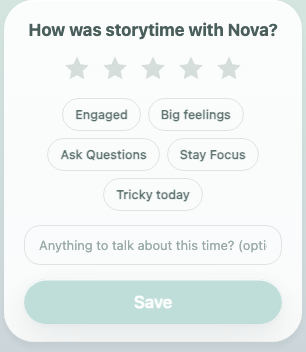 How was storytime with Nova?
Engaged
Big feelings
Ask Questions
Stay Focus
Tricky today
Anything to talk about this time? (opti
Save